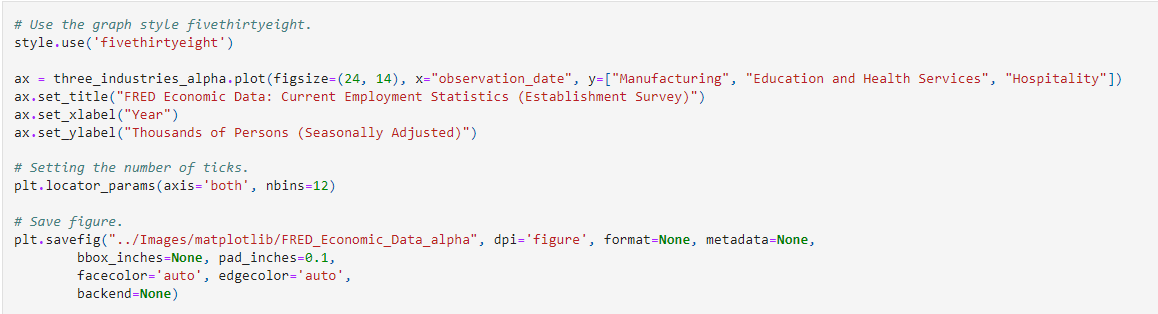 # Use the graph style fivethirtyeight.
style.use('fivethirtyeight')
ax = three_industries_alpha.plot(figsize=(24, 14), x="observation_date", y=["Manufacturing", "Education and Health Services", "Hospitality"])
ax.set_title("FRED Economic Data: Current Employment Statistics (Establishment Survey)")
ax.set_xlabel("Year")
ax.set_ylabel("Thousands of Persons (Seasonally Adjusted)")
# Setting the number of ticks.
plt.locator_params(axis='both', nbins=12)
# Save figure.
plt.savefig("../Images/matplotlib/FRED_Economic_Data_alpha", dpi='figure', format=None, metadata=None,
bbox_inches=None, pad_inches=0.1,
facecolor='auto', edgecolor='auto',
backend=None)